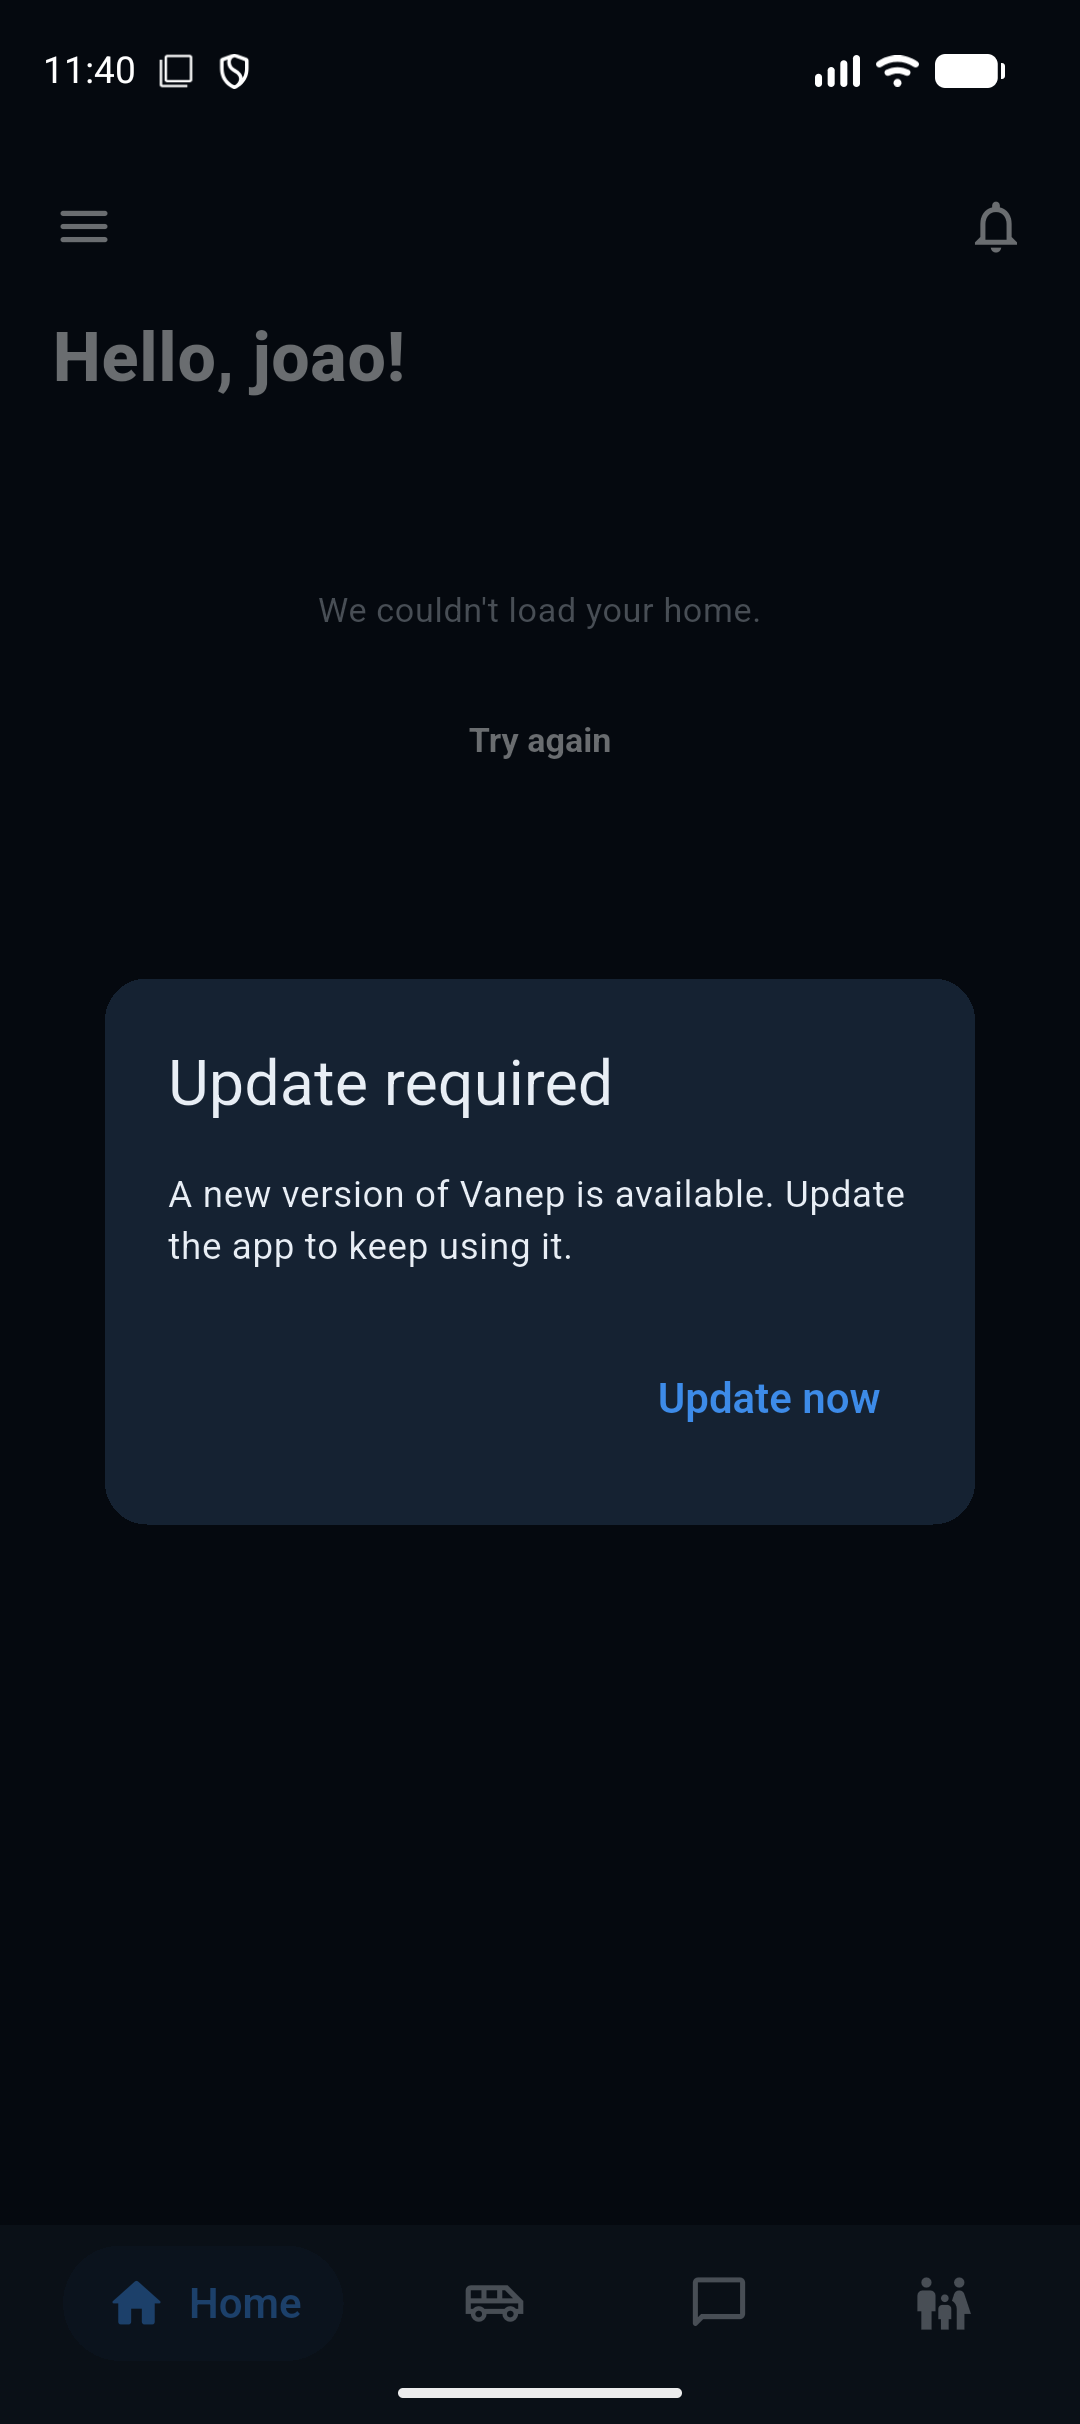 11:40
Hello, joao!
We couldn't load your home.
Try again
Update required
A new version of Vanep is available. Update
the app to keep using it.
Update now
Home